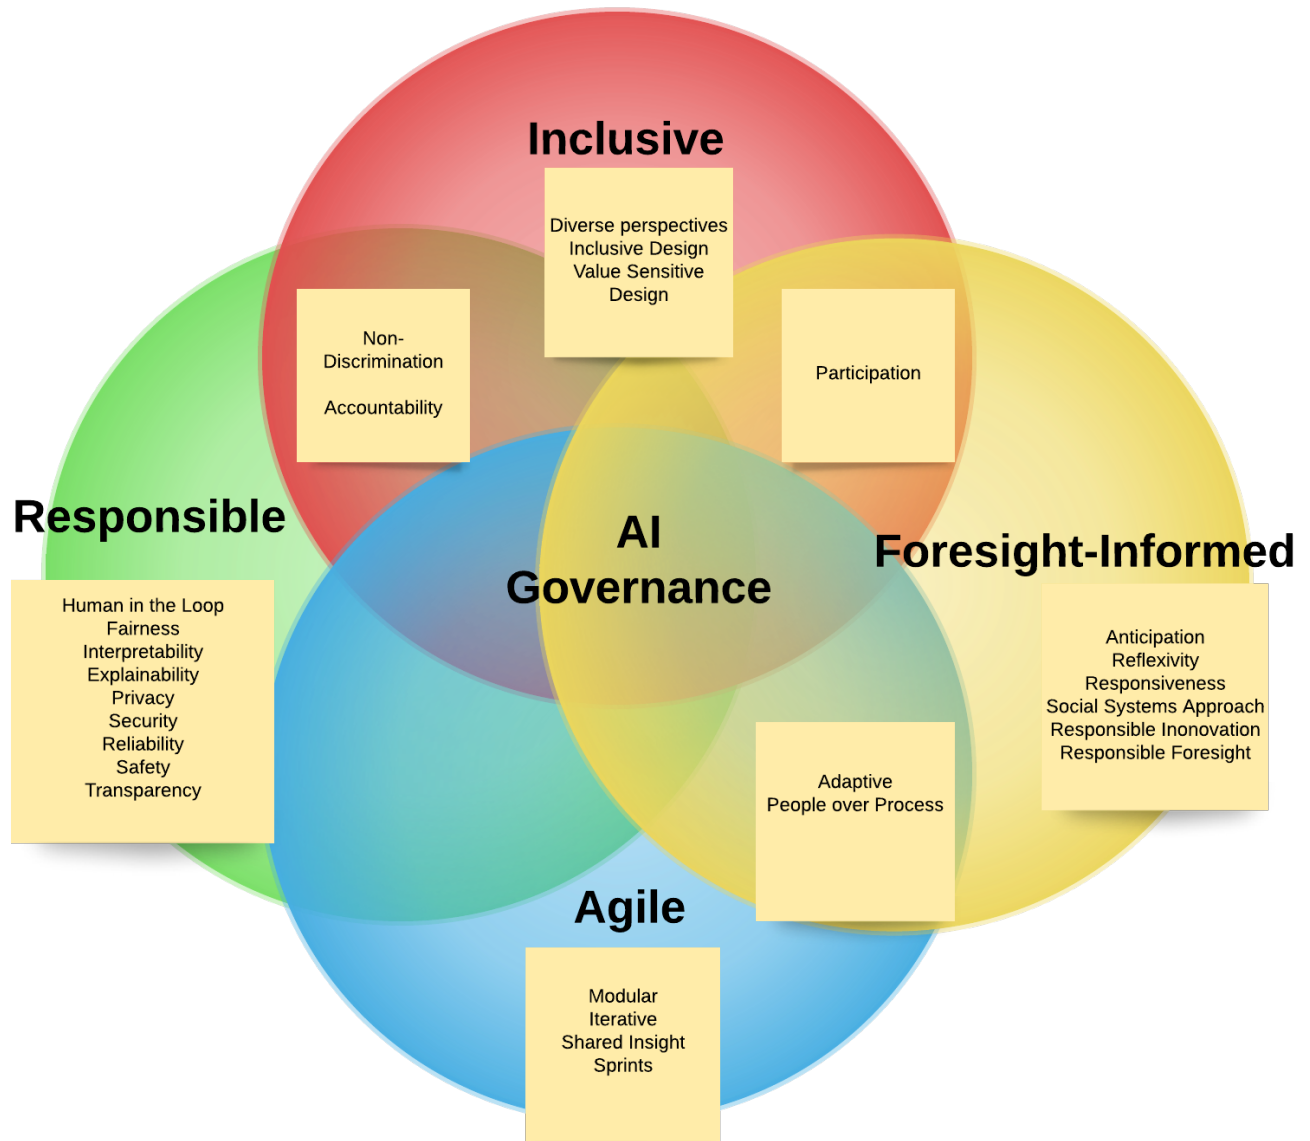 Inclusive
Diverse perspectives
Inclusive Design
Value Sensitive
Design
Non-
Discrimination
Accountability
Participation
Responsible
Human in the Loop
Fairness
Interpretability
Explainability
Privacy
Security
Reliability
Safety
Transparency
AI
Governance
Foresight-Informed
Anticipation
Reflexivity
Responsiveness
Social Systems Approach
Responsible Inonovation
Responsible Foresight
Adaptive
People over Process
Agile
Modular
Iterative
Shared Insight
Sprints